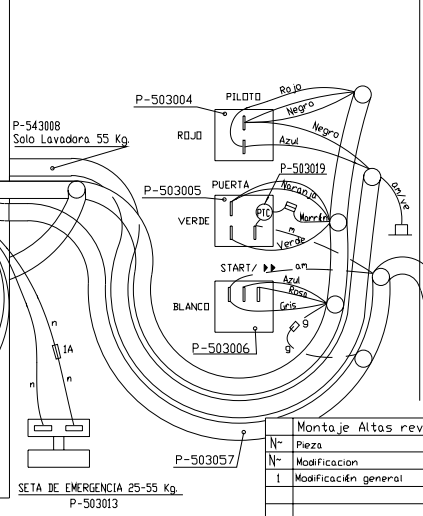 P-503004
PILOTO
Rojo
Negro
ROJO
Negro
Azul
P-543008
Solo Lavadora 55 Kg.
P-503019
P-503005
PUERTA
Naranja
am/ve
PTC
Marrón
VERDE
m
Verde
START/
am
Azul
Rosa
BLANCO
Gris
g
g
P-503006
n
1A
n
n
P-503057
SETA DE EMERGENCIA 25-55 Kg.
P-503013
Montaje Altas rev
N~ Pieza
N~ Modificacion
1 Modificación general